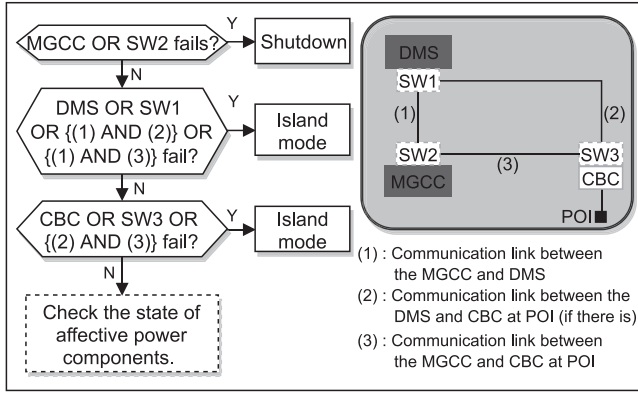 MGCC OR SW2 fails?
Y
Shutdown
N
DMS OR SW1
OR {(1) AND (2)} OR
{(1) AND (3)} fail?
Y
Island
mode
N
CBC OR SW3 OR
{(2) AND (3)} fail?
Y
Island
mode
N
Check the state of
affective power
components.
DMS
SW1
(1)
(2)
SW2
(3)
SW3
MGCC
CBC
POI
(1) : Communication link between
the MGCC and DMS
(2) : Communication link between the
DMS and CBC at POI (if there is)
(3) : Communication link between
the MGCC and CBC at POI